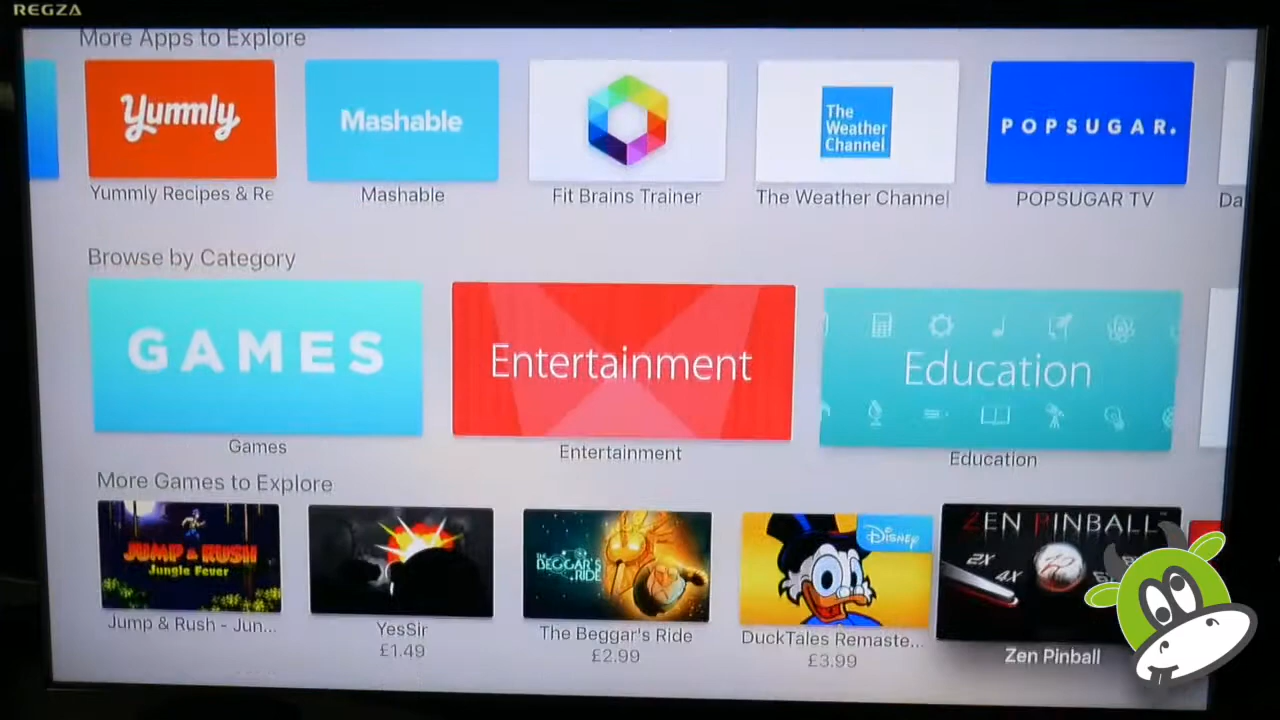 REGZA
More Apps to Explore
Yummly
Mashable
The
Weather
Channel
POPSUGAR.
Yummly Recipes & Re
Mashable
Fit Brains Trainer
The Weather Channel
POPSUGAR TV
Da
Browse by Category
GAMES
Entertainment
Education
Games
Entertainment
Education
More Games to Explore
JUMP & RUSH
Jungle Fever
THE
BEGGAR'S
RIDE
DISNEY
ZEN PINBALL
2X
4X
Jump & Rush - Jun...
YesSir
The Beggar's Ride
DuckTales Remaste...
Zen Pinball
£1.49
£2.99
£3.99